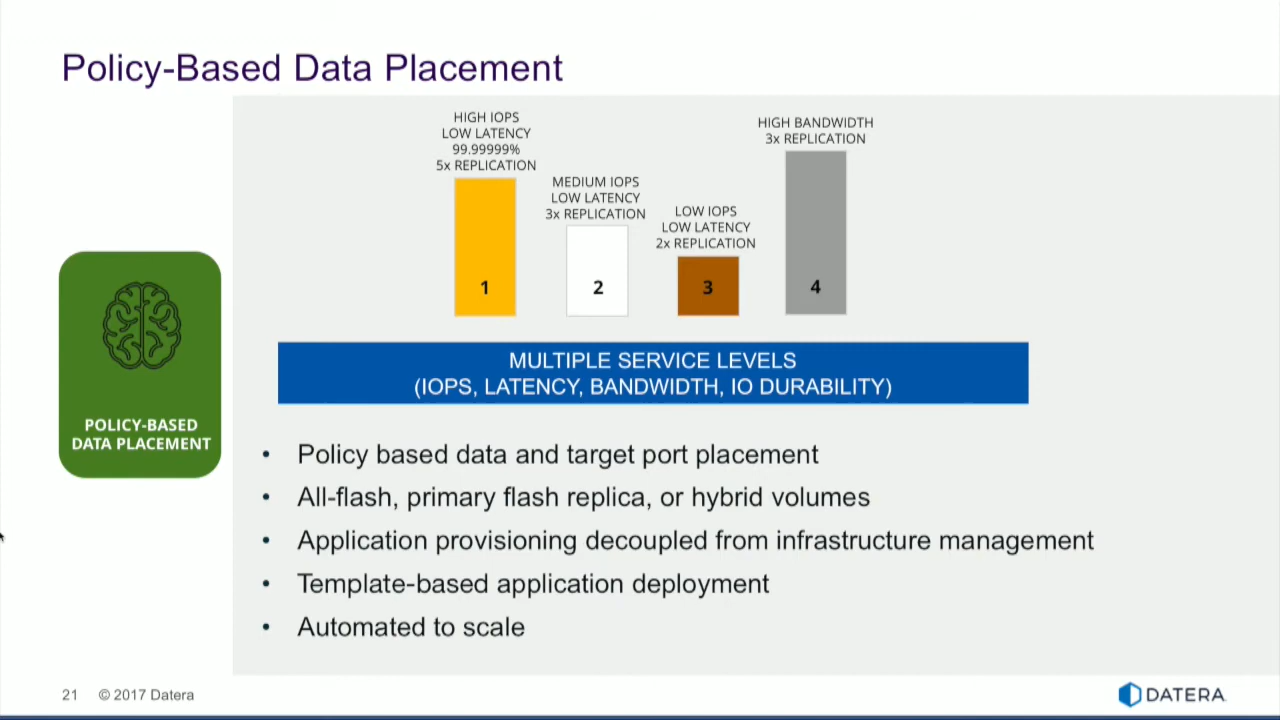 Policy-Based Data Placement
HIGH IOPS
LOW LATENCY
99.99999%
5x REPLICATION
MEDIUM IOPS
LOW LATENCY
3x REPLICATION
LOW IOPS
LOW LATENCY
2x REPLICATION
HIGH BANDWIDTH
3x REPLICATION
1
2
3
4
MULTIPLE SERVICE LEVELS
(IOPS, LATENCY, BANDWIDTH, IO DURABILITY)
POLICY-BASED
DATA PLACEMENT
• Policy based data and target port placement
• All-flash, primary flash replica, or hybrid volumes
• Application provisioning decoupled from infrastructure management
• Template-based application deployment
• Automated to scale
21 © 2017 Datera
DATERA